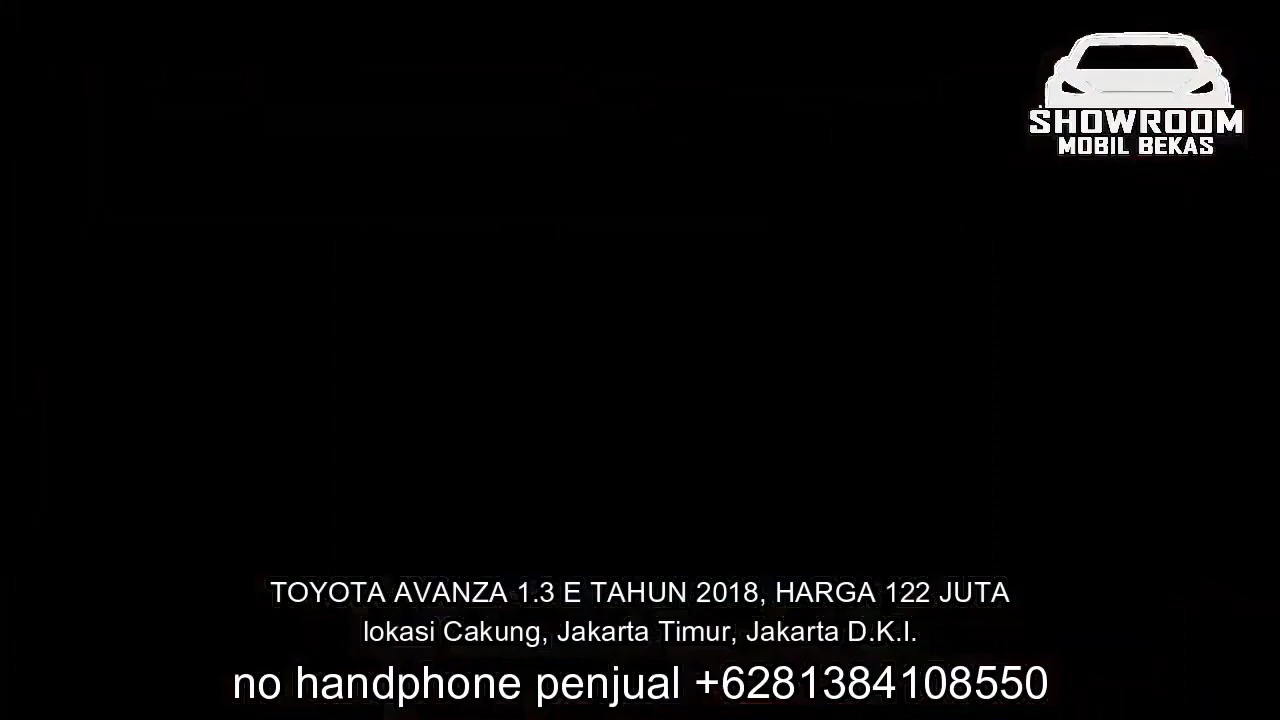 SHOWROOM
MOBIL BEKAS
TOYOTA AVANZA 1.3 E TAHUN 2018, HARGA 122 JUTA
lokasi Cakung, Jakarta Timur, Jakarta D.K.I.
no handphone penjual +6281384108550